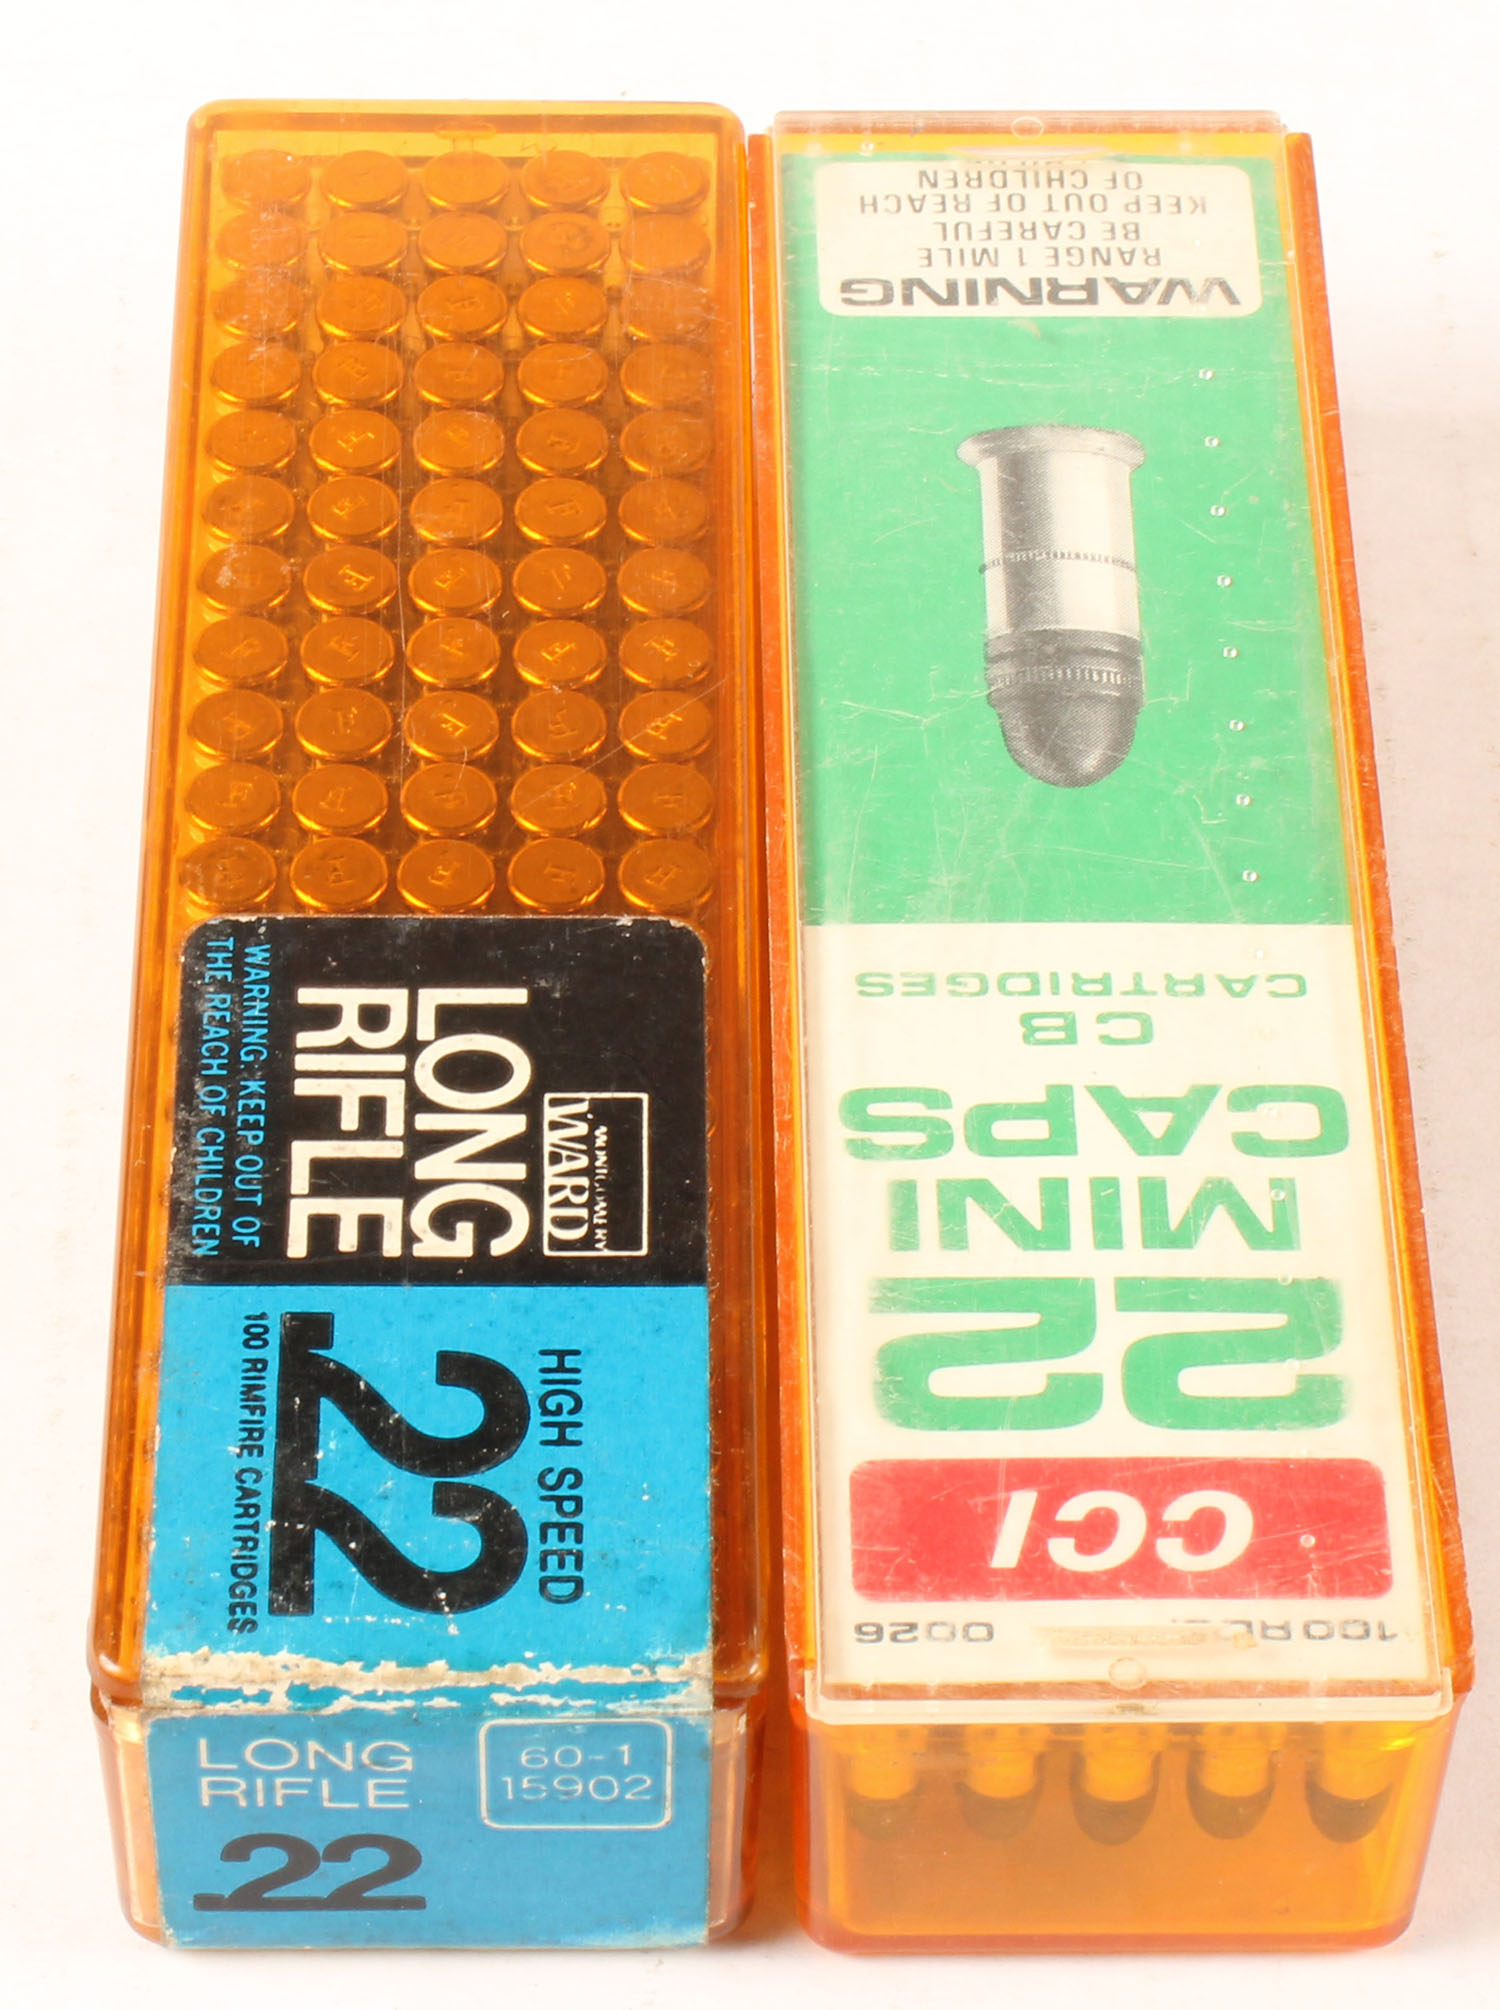 LONG
RIFLE
WARNING: KEEP OUT OF
THE REACH OF CHILDREN
MONTGOMERY
WARD
HIGH SPEED
.22
100 RIMFIRE CARTRIDGES
LONG
RIFLE
.22
60-1
15902
0026
CCI
22
MINI
CAPS
CB
CARTRIDGES
WARNING
RANGE 1 MILE
BE CAREFUL
KEEP OUT OF REACH
OF CHILDREN